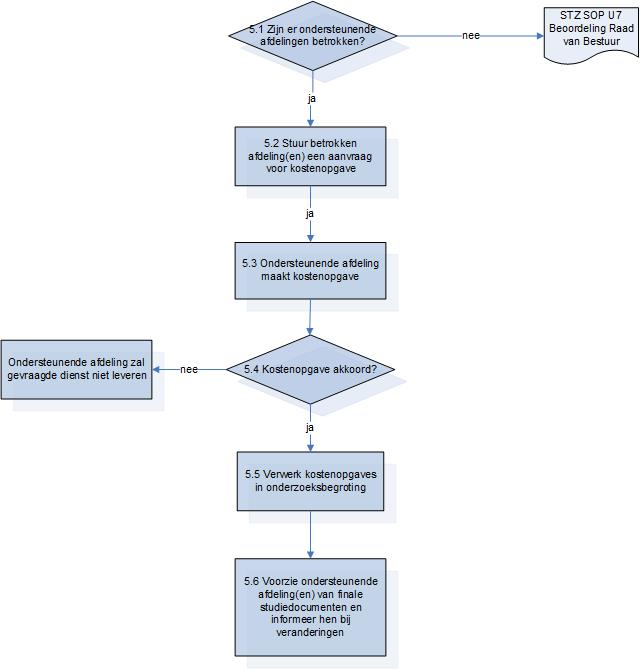 5.1 Zijn er ondersteunende
afdelingen betrokken?
nee
STZ SOP U7
Beoordeling Raad
van Bestuur
ja
5.2 Stuur betrokken
afdeling(en) een aanvraag
voor kostenopgave
ja
5.3 Ondersteunende afdeling
maakt kostenopgave
Ondersteunende afdeling zal
gevraagde dienst niet leveren
nee
5.4 Kostenopgave akkoord?
ja
5.5 Verwerk kostenopgaves
in onderzoeksbegroting
5.6 Voorzie ondersteunende
afdeling(en) van finale
studiedocumenten en
informeer hen bij
veranderingen